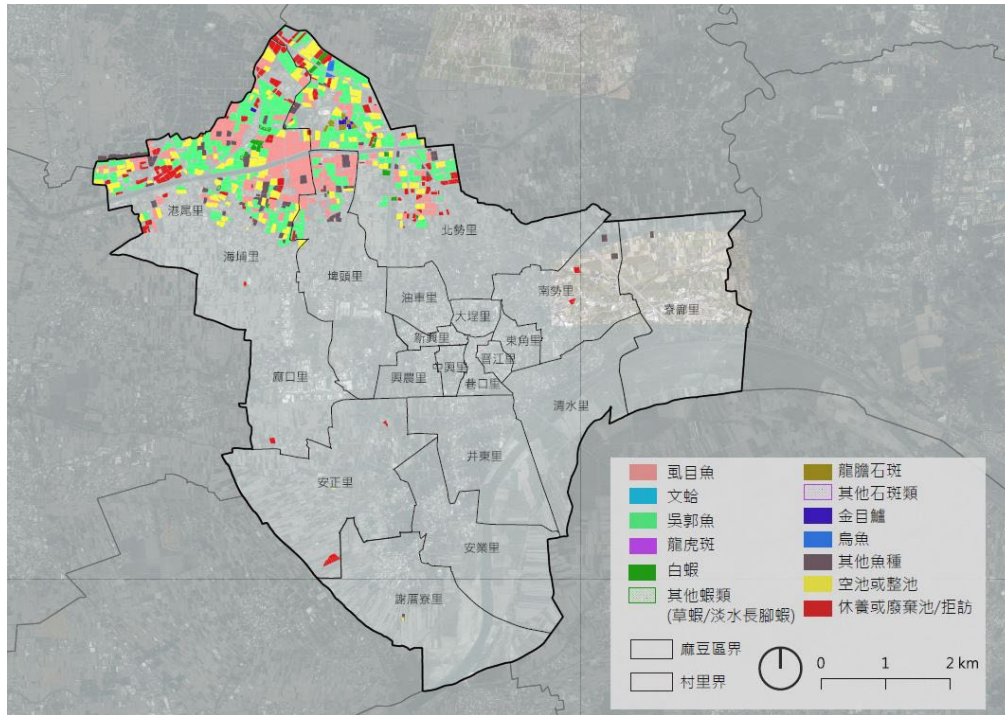 港尾里
北勢里
海埔里
埤頭里
南勢里
油車里
寮廍里
大埕里
新興里
東角里
晋江里
中興里
麻口里
興農里
巷口里
清水里
井東里
安正里
安業里
謝厝寮里
虱目魚
文蛤
吳郭魚
龍虎斑
白蝦
其他蝦類
(草蝦/淡水長腳蝦)
麻豆區界
村里界
龍膽石斑
其他石斑類
金目鱸
烏魚
其他魚種
空池或整池
休養或廢棄池/拒訪
0 1 2 km